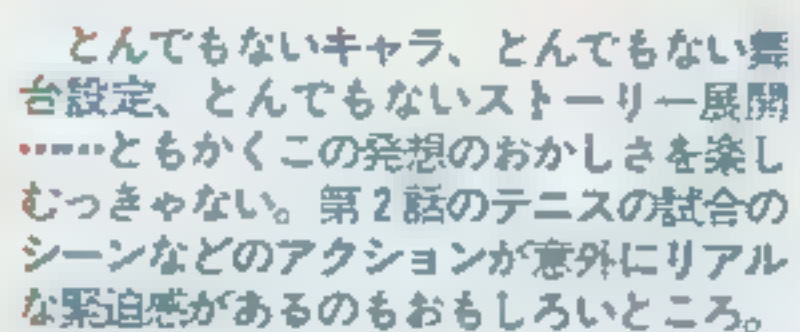 とんでもないキャラ、とんでもない舞
台設定、とんでもないストーリー展開
……ともかくこの発想のおかしさを楽し
むっきゃない。第2話のテニスの試合の
シーンなどのアクションが意外にリアル
な緊迫感があるのもおもしろいところ。